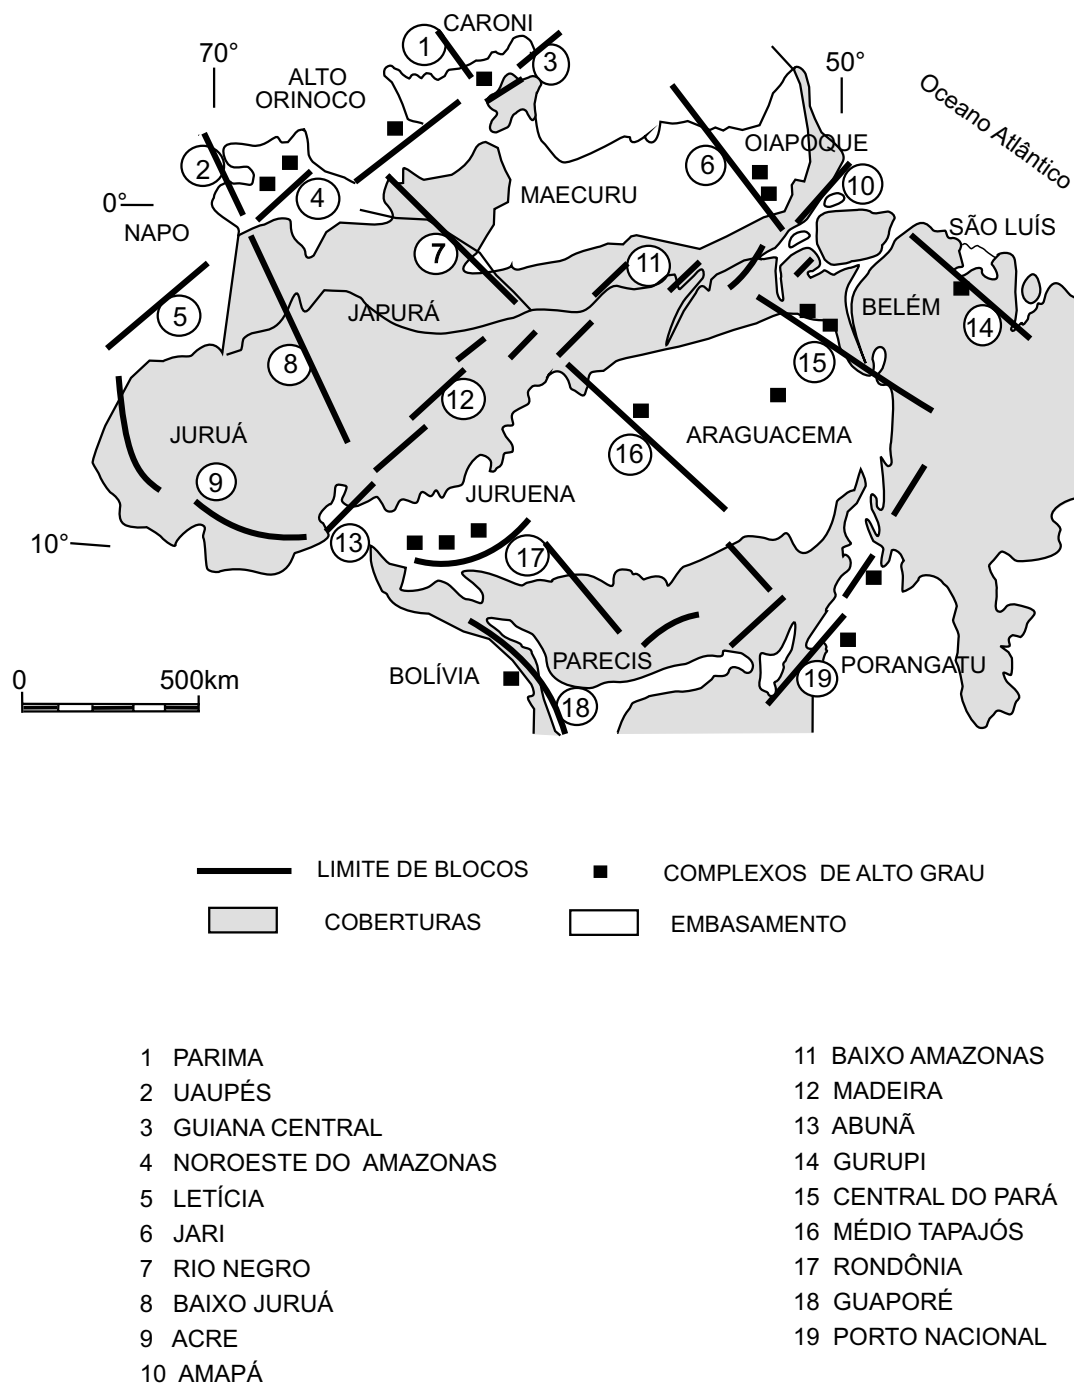 CARONI
1
3
70°
50°
ALTO
ORINOCO
Oceano Atlântico
OIAPOQUE
2
6
10
4
MAECURU
0°
NAPO
SÃO LUÍS
7
11
5
JAPURÁ
BELÉM
14
8
15
12
JURUÁ
16
ARAGUACEMA
9
JURUENA
10°
13
17
BOLÍVIA
PARECIS
19
PORANGATU
0
500km
18
LIMITE DE BLOCOS
COMPLEXOS DE ALTO GRAU
COBERTURAS
EMBASAMENTO
1 PARIMA
2 UAUPÉS
3 GUIANA CENTRAL
4 NOROESTE DO AMAZONAS
5 LETÍCIA
6 JARI
7 RIO NEGRO
8 BAIXO JURUÁ
9 ACRE
10 AMAPÁ
11 BAIXO AMAZONAS
12 MADEIRA
13 ABUNÃ
14 GURUPI
15 CENTRAL DO PARÁ
16 MÉDIO TAPAJÓS
17 RONDÔNIA
18 GUAPORÉ
19 PORTO NACIONAL